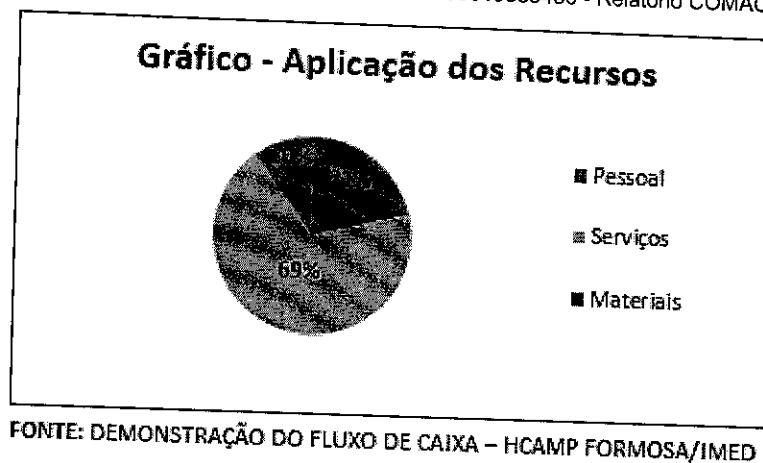 Relatório COMAC
Gráfico - Aplicação dos Recursos
Pessoal
Serviços
69%
Materiais
FONTE: DEMONSTRAÇÃO DO FLUXO DE CAIXA – HCAMP FORMOSA/IMED